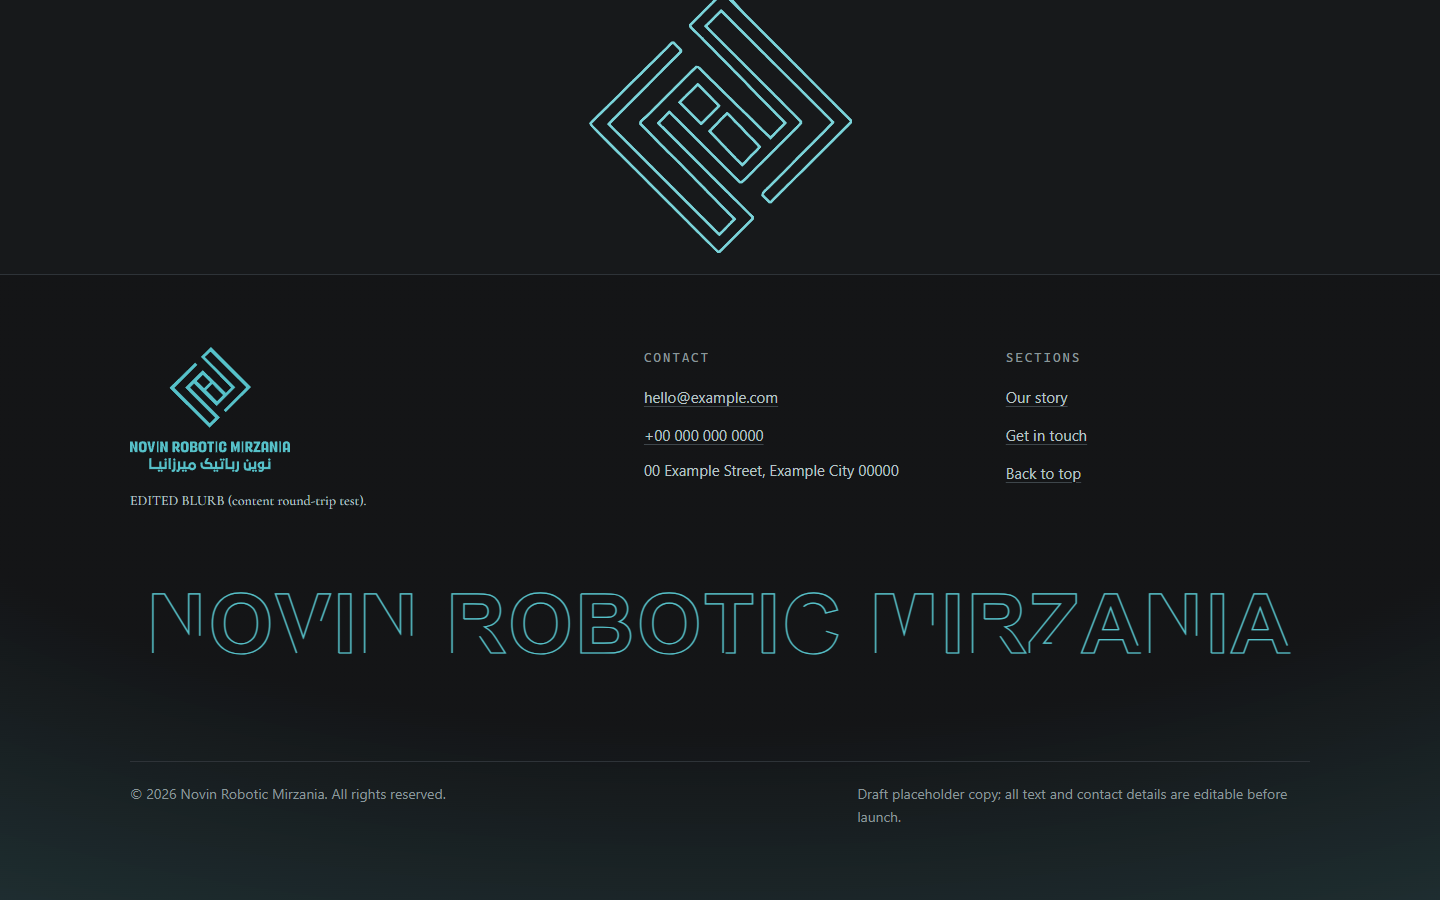 NOVIN ROBOTIC MIRZANIA
نوین رباتیک میرزانیا
EDITED BLURB (content round-trip test).
CONTACT
hello@example.com
+00 000 000 0000
00 Example Street, Example City 00000
SECTIONS
Our story
Get in touch
Back to top
NOVIN ROBOTIC MIRZANIA
© 2026 Novin Robotic Mirzania. All rights reserved.
Draft placeholder copy; all text and contact details are editable before
launch.